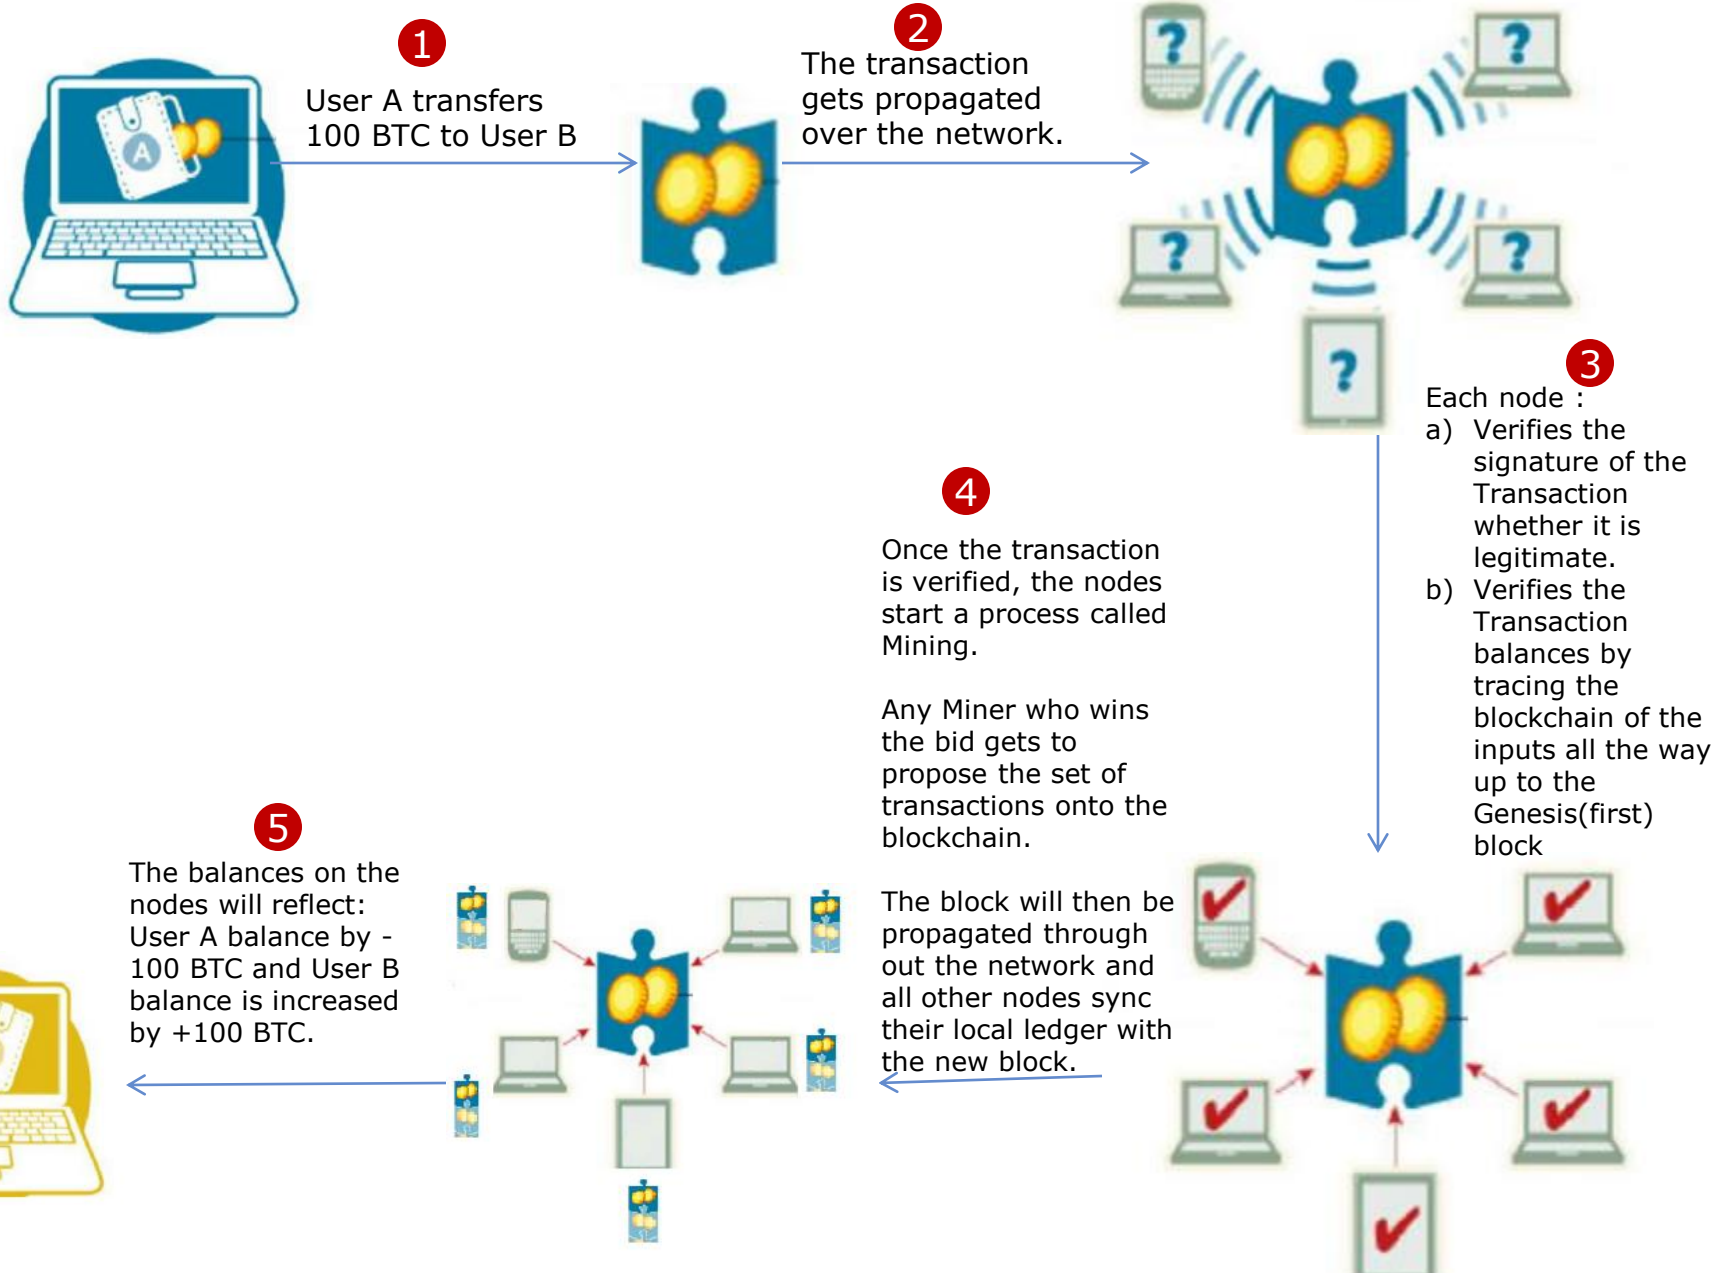 1
User A transfers
100 BTC to User B
2
The transaction
gets propagated
over the network.
A
?
?
?
?
?
3
Each node :
a) Verifies the
signature of the
Transaction
whether it is
legitimate.
b) Verifies the
Transaction
balances by
tracing the
blockchain of the
inputs all the way
up to the
Genesis(first)
block
4
Once the transaction
is verified, the nodes
start a process called
Mining.
Any Miner who wins
the bid gets to
propose the set of
transactions onto the
blockchain.
The block will then be
propagated through
out the network and
all other nodes sync
their local ledger with
the new block.
5
The balances on the
nodes will reflect:
User A balance by -
100 BTC and User B
balance is increased
by +100 BTC.